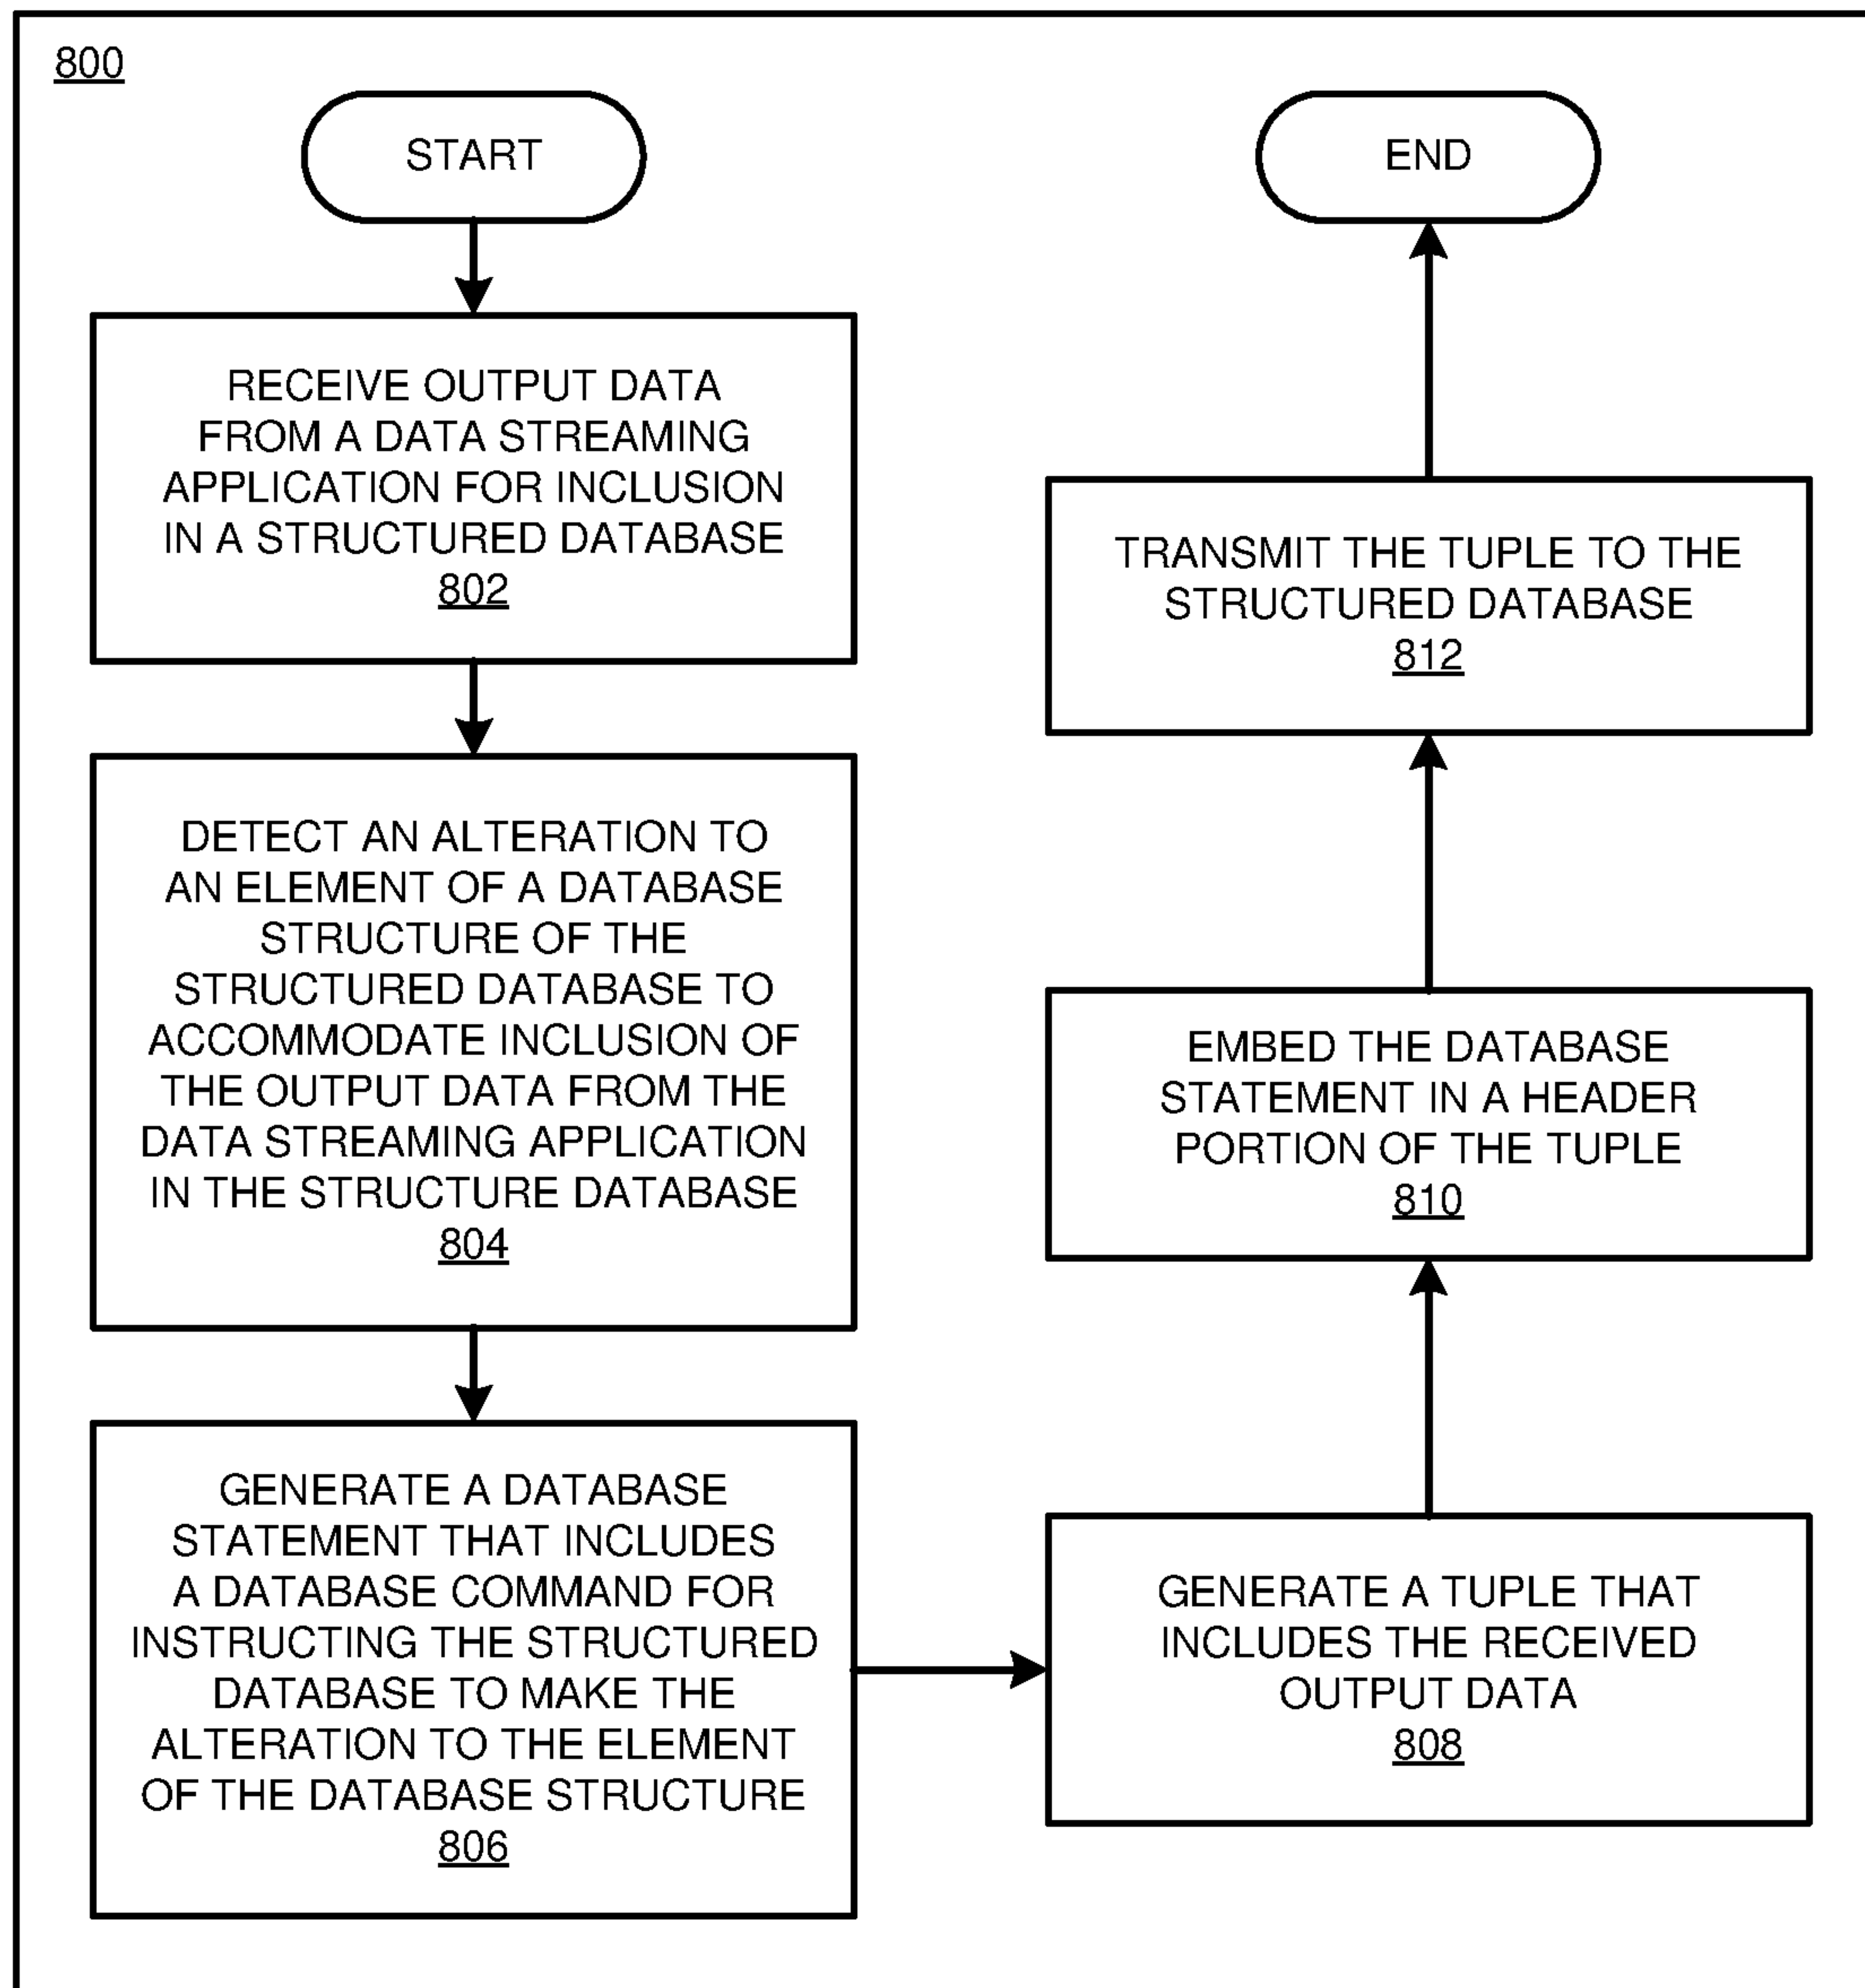 800
START
RECEIVE OUTPUT DATA
FROM A DATA STREAMING
APPLICATION FOR INCLUSION
IN A STRUCTURED DATABASE
802
DETECT AN ALTERATION TO
AN ELEMENT OF A DATABASE
STRUCTURE OF THE
STRUCTURED DATABASE TO
ACCOMMODATE INCLUSION OF
THE OUTPUT DATA FROM THE
DATA STREAMING APPLICATION
IN THE STRUCTURE DATABASE
804
GENERATE A DATABASE
STATEMENT THAT INCLUDES
A DATABASE COMMAND FOR
INSTRUCTING THE STRUCTURED
DATABASE TO MAKE THE
ALTERATION TO THE ELEMENT
OF THE DATABASE STRUCTURE
806
GENERATE A TUPLE THAT
INCLUDES THE RECEIVED
OUTPUT DATA
808
EMBED THE DATABASE
STATEMENT IN A HEADER
PORTION OF THE TUPLE
810
TRANSMIT THE TUPLE TO THE
STRUCTURED DATABASE
812
END